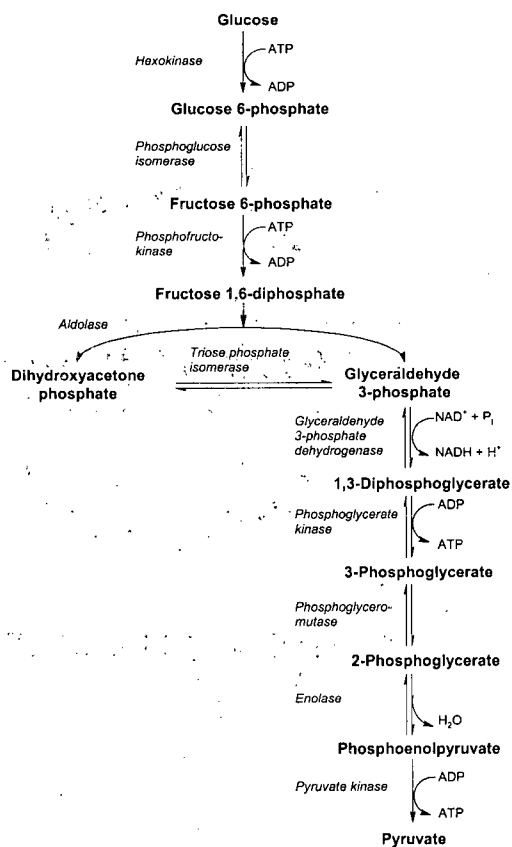 Glucose
Hexokinase
ATP
ADP
Glucose 6-phosphate
Phosphoglucose
isomerase
Fructose 6-phosphate
Phosphofructo-
kinase
ATP
ADP
Fructose 1,6-diphosphate
Aldolase
Triose phosphate
isomerase
Dihydroxyacetone
phosphate
Glyceraldehyde
3-phosphate
Glyceraldenyde
3-phosphate
dehydrogenase
NAD⁺ + Pᵢ
NADH + H⁺
1,3-Diphosphoglycerate
Phosphoglycerate
kinase
ADP
ATP
3-Phosphoglycerate
Phosphoglycero-
mutase
2-Phosphoglycerate
Enolase
H₂O
Phosphoenolpyruvate
Pyruvate kinase
ADP
ATP
Pyruvate